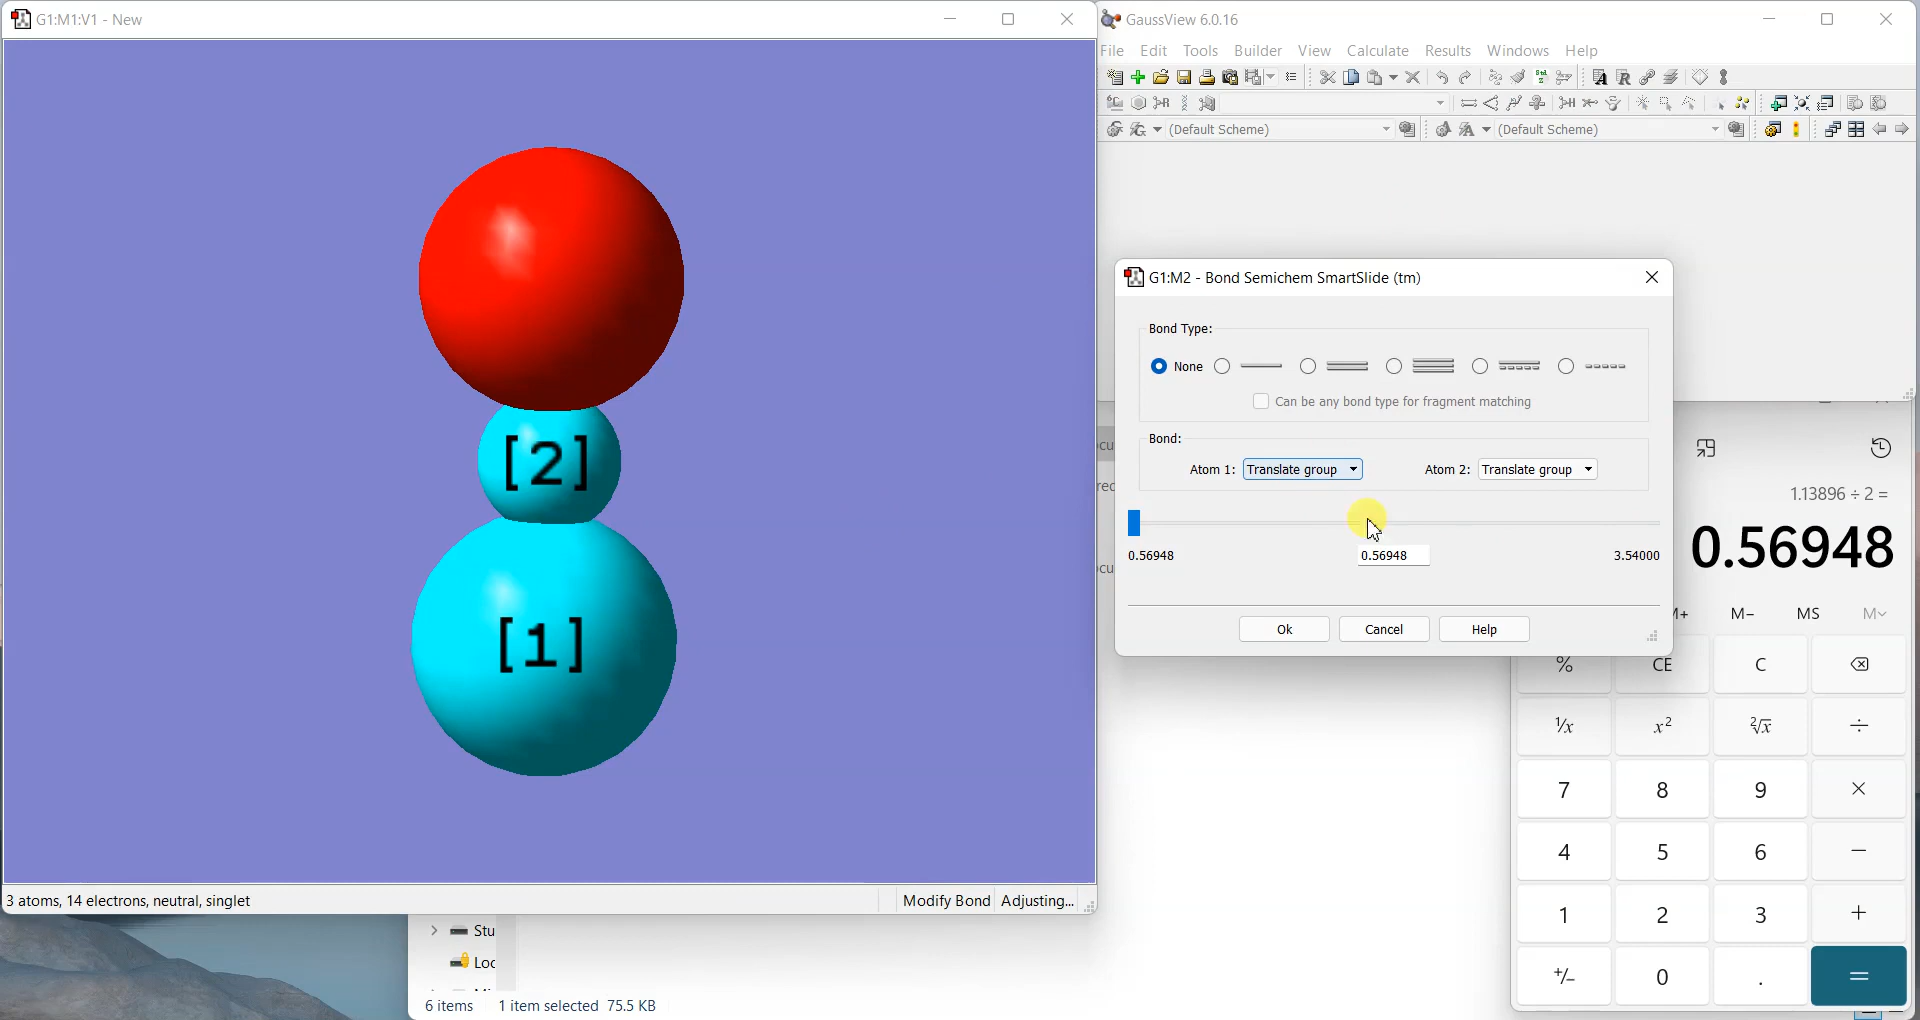 G1:M1:V1 - New
[2]
[1]
3 atoms, 14 electrons, neutral, singlet
Modify Bond
Adjusting...
Stu
Loc
6 items 1 item selected 75.5 KB
GaussView 6.0.16
File Edit Tools Builder View Calculate Results Windows Help
R
(Default Scheme)
(Default Scheme)
G1:M2 - Bond Semichem SmartSlide (tm)
Bond Type:
None
Can be any bond type for fragment matching
Bond:
Atom 1: Translate group
Atom 2: Translate group
0.56948 0.56948 3.54000
Ok Cancel Help
1.13896 ÷ 2 =
0.56948
M+ M− MS M
% CE C
¹/x x² ²√x ÷
7 8 9 ×
4 5 6 −
1 2 3 +
+/− 0 . =